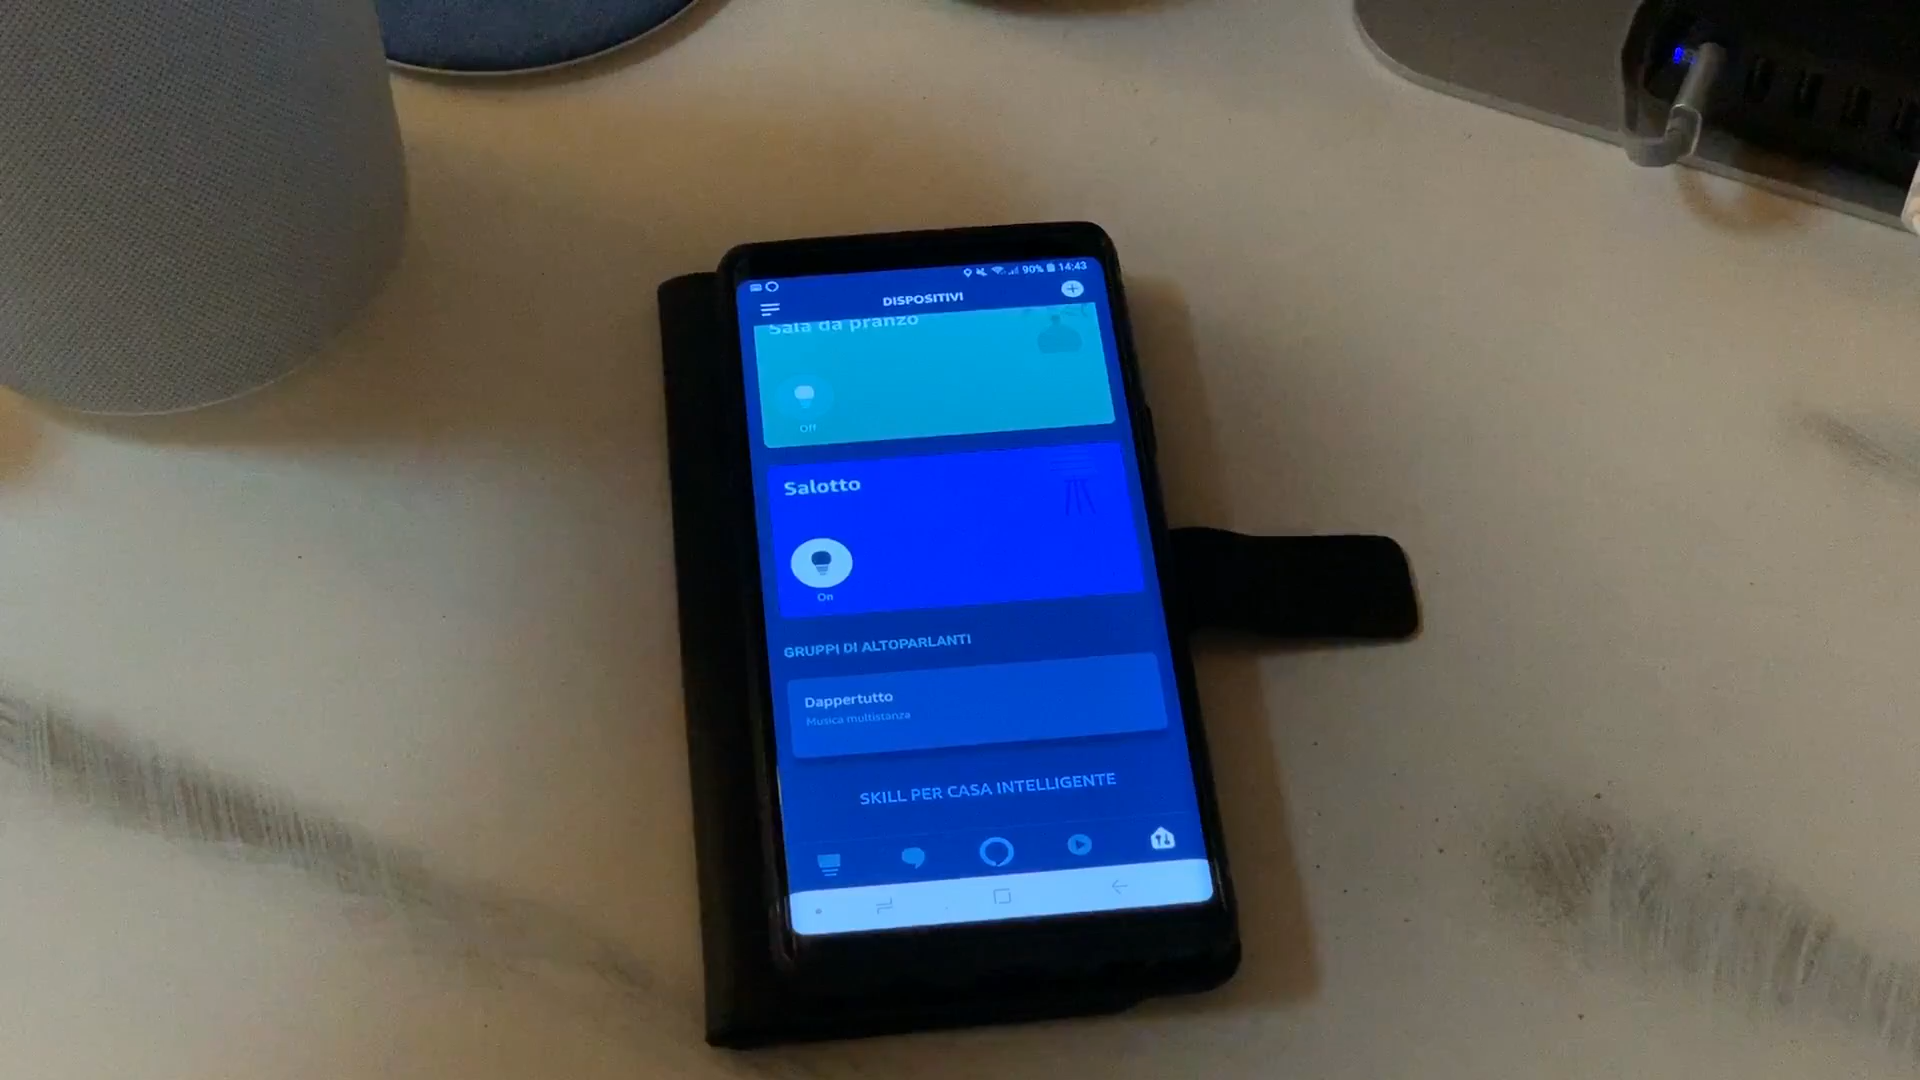 90% 14:43
DISPOSITIVI
Sala da pranzo
Off
Salotto
On
GRUPPI DI ALTOPARLANTI
Dappertutto
Musica multistanza
SKILL PER CASA INTELLIGENTE